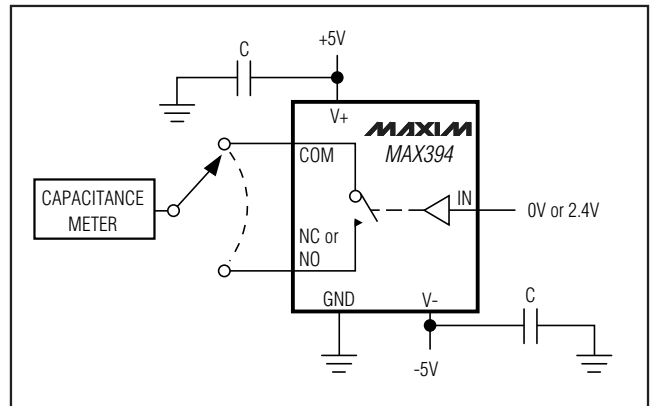 +5V
C
V+
MAXIM
MAX394
COM
CAPACITANCE
METER
IN
0V or 2.4V
NC or
NO
GND
V-
C
-5V